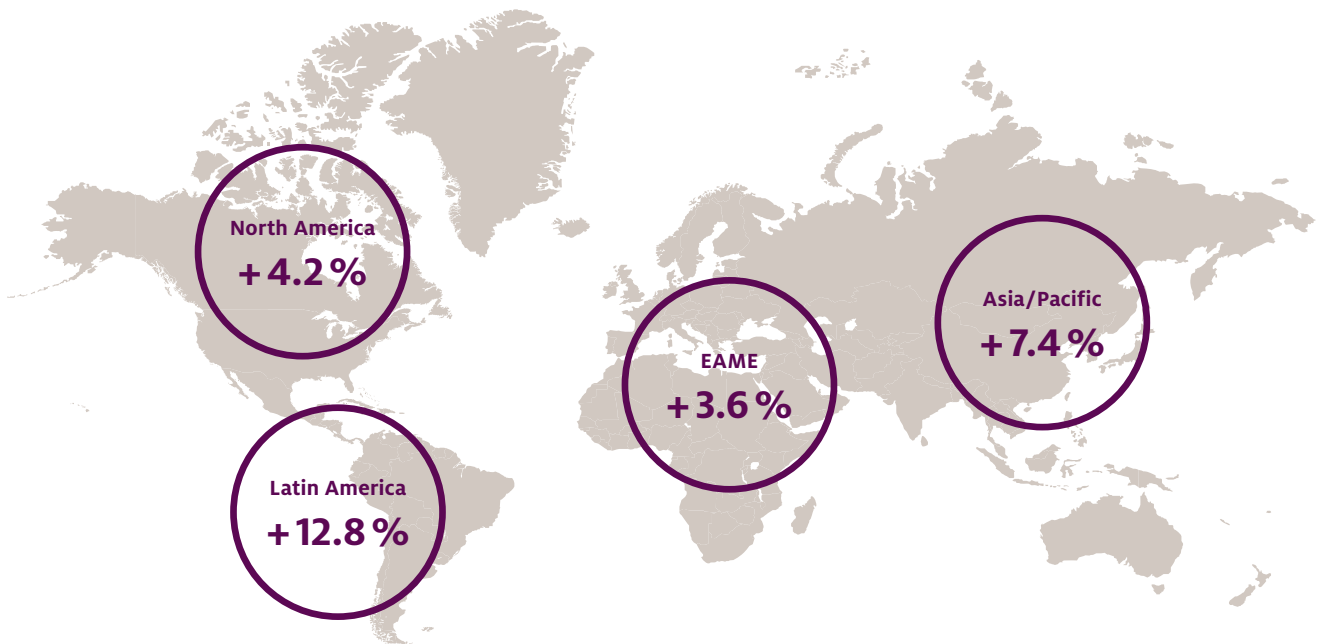 North America
+ 4.2 %
Asia/Pacific
+ 7.4 %
EAME
+ 3.6 %
Latin America
+ 12.8 %